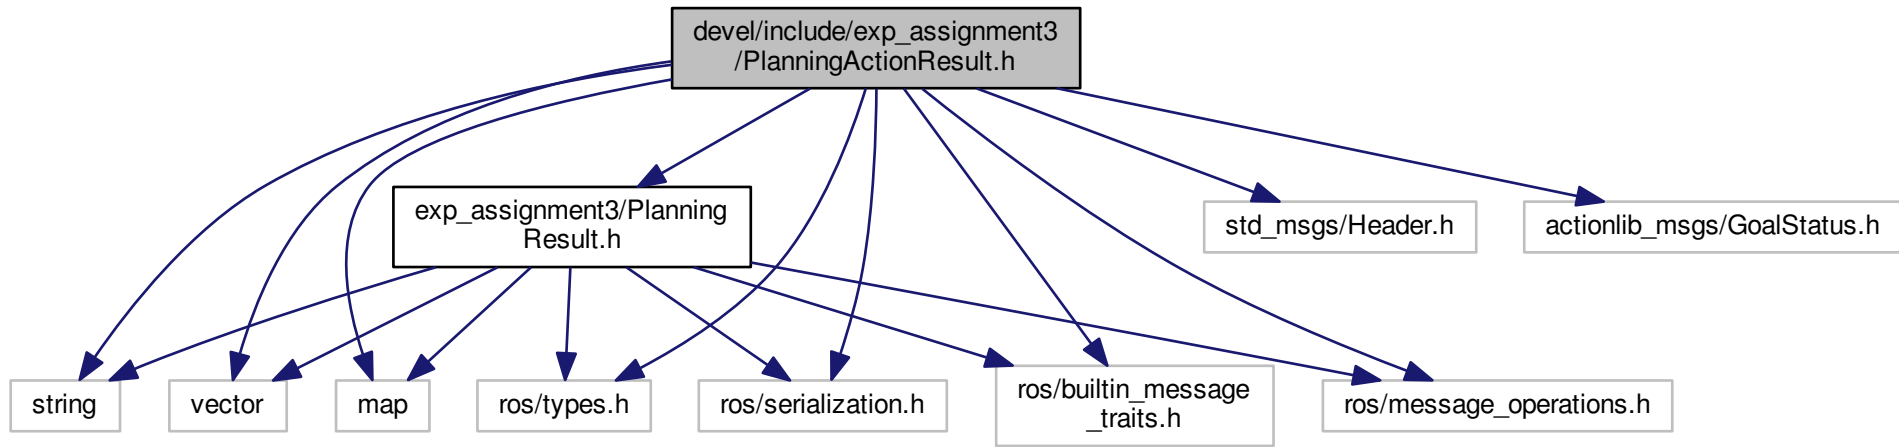 devel/include/exp_assignment3
/PlanningActionResult.h
exp_assignment3/Planning
Result.h
std_msgs/Header.h
actionlib_msgs/GoalStatus.h
string
vector
map
ros/types.h
ros/serialization.h
ros/builtin_message
_traits.h
ros/message_operations.h